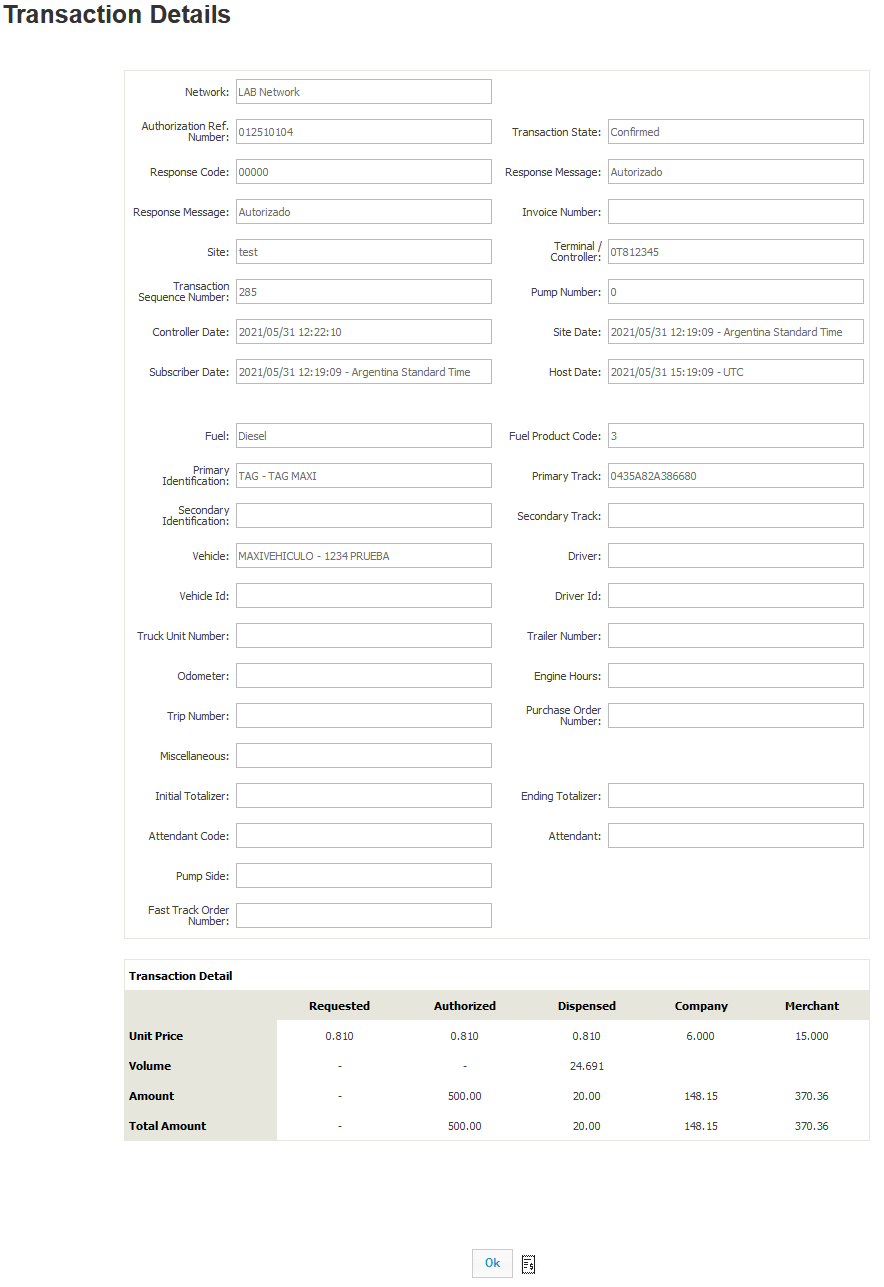 Transaction Details
Network: LAB Network
Authorization Ref. Number: 012510104 Transaction State: Confirmed
Response Code: 00000 Response Message: Autorizado
Response Message: Autorizado Invoice Number:
Site: test Terminal / Controller: 0T812345
Transaction Sequence Number: 285 Pump Number: 0
Controller Date: 2021/05/31 12:22:10 Site Date: 2021/05/31 12:19:09 - Argentina Standard Time
Subscriber Date: 2021/05/31 12:19:09 - Argentina Standard Time Host Date: 2021/05/31 15:19:09 - UTC
Fuel: Diesel Fuel Product Code: 3
Primary Identification: TAG - TAG MAXI Primary Track: 0435A82A386680
Secondary Identification: Secondary Track:
Vehicle: MAXIVEHICULO - 1234 PRUEBA Driver:
Vehicle Id: Driver Id:
Truck Unit Number: Trailer Number:
Odometer: Engine Hours:
Trip Number: Purchase Order Number:
Miscellaneous:
Initial Totalizer: Ending Totalizer:
Attendant Code: Attendant:
Pump Side:
Fast Track Order Number:
Transaction Detail
Requested Authorized Dispensed Company Merchant
Unit Price 0.810 0.810 0.810 6.000 15.000
Volume - - 24.691
Amount - 500.00 20.00 148.15 370.36
Total Amount - 500.00 20.00 148.15 370.36
Ok